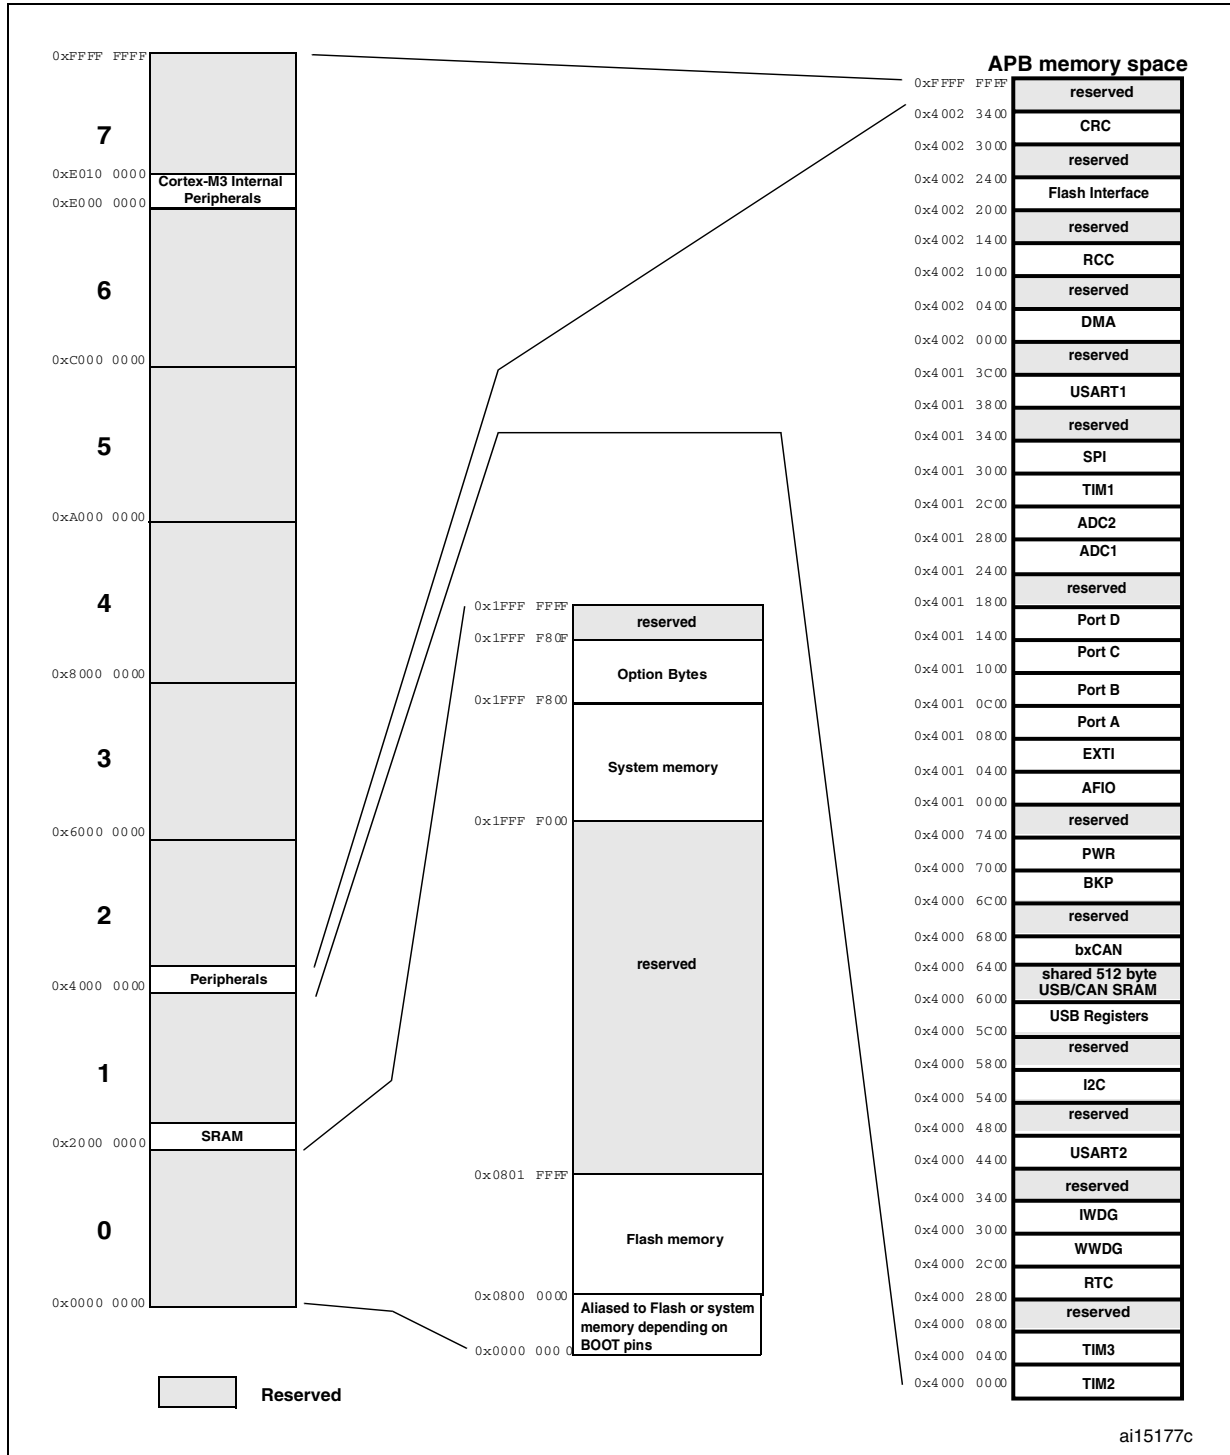 0xFFFF FFFF
7
0xE010 0000
Cortex-M3 Internal
Peripherals
0xE000 0000
6
0xC000 0000
5
0xA000 0000
4
0x8000 0000
3
0x6000 0000
2
Peripherals
0x4000 0000
1
SRAM
0x2000 0000
0
0x0000 0000
Reserved
0x1FFF FFFF
reserved
0x1FFF F80F
Option Bytes
0x1FFF F800
System memory
0x1FFF F000
reserved
0x0801 FFFF
Flash memory
0x0800 0000
Aliased to Flash or system
memory depending on
BOOT pins
0x0000 0000
APB memory space
0xFFFF FFFF
reserved
0x4002 3400
CRC
0x4002 3000
reserved
0x4002 2400
Flash Interface
0x4002 2000
reserved
0x4002 1400
RCC
0x4002 1000
reserved
0x4002 0400
DMA
0x4002 0000
reserved
0x4001 3C00
USART1
0x4001 3800
reserved
0x4001 3400
SPI
0x4001 3000
TIM1
0x4001 2C00
ADC2
0x4001 2800
ADC1
0x4001 2400
reserved
0x4001 1800
Port D
0x4001 1400
Port C
0x4001 1000
Port B
0x4001 0C00
Port A
0x4001 0800
EXTI
0x4001 0400
AFIO
0x4001 0000
reserved
0x4000 7400
PWR
0x4000 7000
BKP
0x4000 6C00
reserved
0x4000 6800
bxCAN
0x4000 6400
shared 512 byte
USB/CAN SRAM
0x4000 6000
USB Registers
0x4000 5C00
reserved
0x4000 5800
I2C
0x4000 5400
reserved
0x4000 4800
USART2
0x4000 4400
reserved
0x4000 3400
IWDG
0x4000 3000
WWDG
0x4000 2C00
RTC
0x4000 2800
reserved
0x4000 0800
TIM3
0x4000 0400
TIM2
0x4000 0000
ai15177c